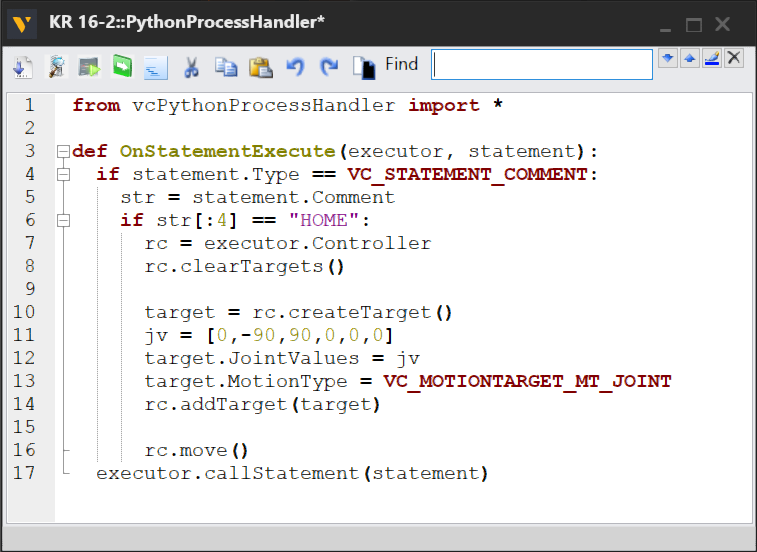 KR 16-2::PythonProcessHandler*
Find
1 from vcPythonProcessHandler import *
2
3 def OnStatementExecute(executor, statement):
4   if statement.Type == VC_STATEMENT_COMMENT:
5     str = statement.Comment
6     if str[:4] == "HOME":
7       rc = executor.Controller
8       rc.clearTargets()
9
10       target = rc.createTarget()
11       jv = [0,-90,90,0,0,0]
12       target.JointValues = jv
13       target.MotionType = VC_MOTIONTARGET_MT_JOINT
14       rc.addTarget(target)
15
16       rc.move()
17   executor.callStatement(statement)